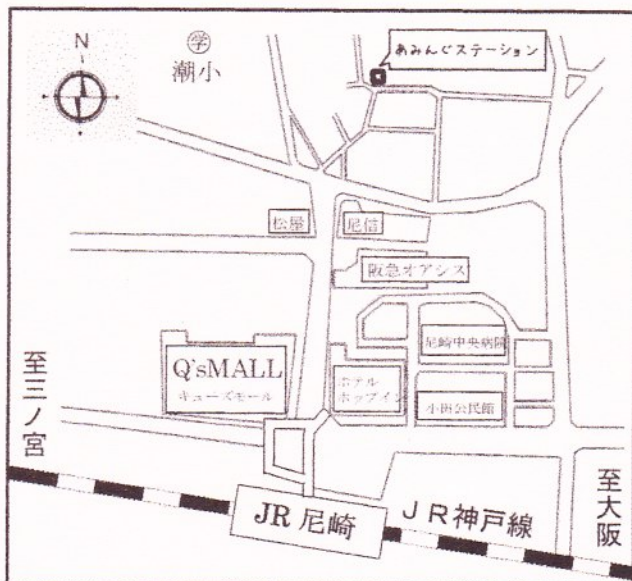 N
学
潮小
あみんぐステーション
松屋
尼信
阪急オアシス
尼崎中央病院
Q'sMALL
キューズモール
ホテル
ホップイン
小田公民館
至三ノ宮
JR 尼崎
JR神戸線
至大阪